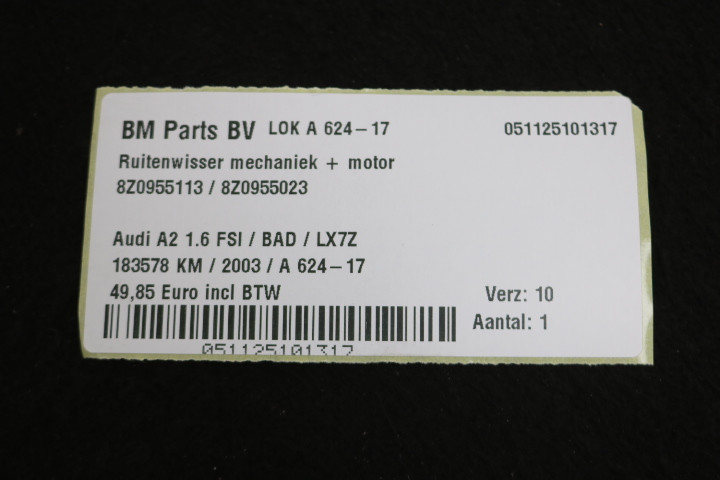 BM Parts BV LOK A 624-17 051125101317
Ruitenwisser mechaniek + motor
8Z0955113 / 8Z0955023
Audi A2 1.6 FSI / BAD / LX7Z
183578 KM / 2003 / A 624-17
49,85 Euro incl BTW Verz: 10
Aantal: 1
051125101317